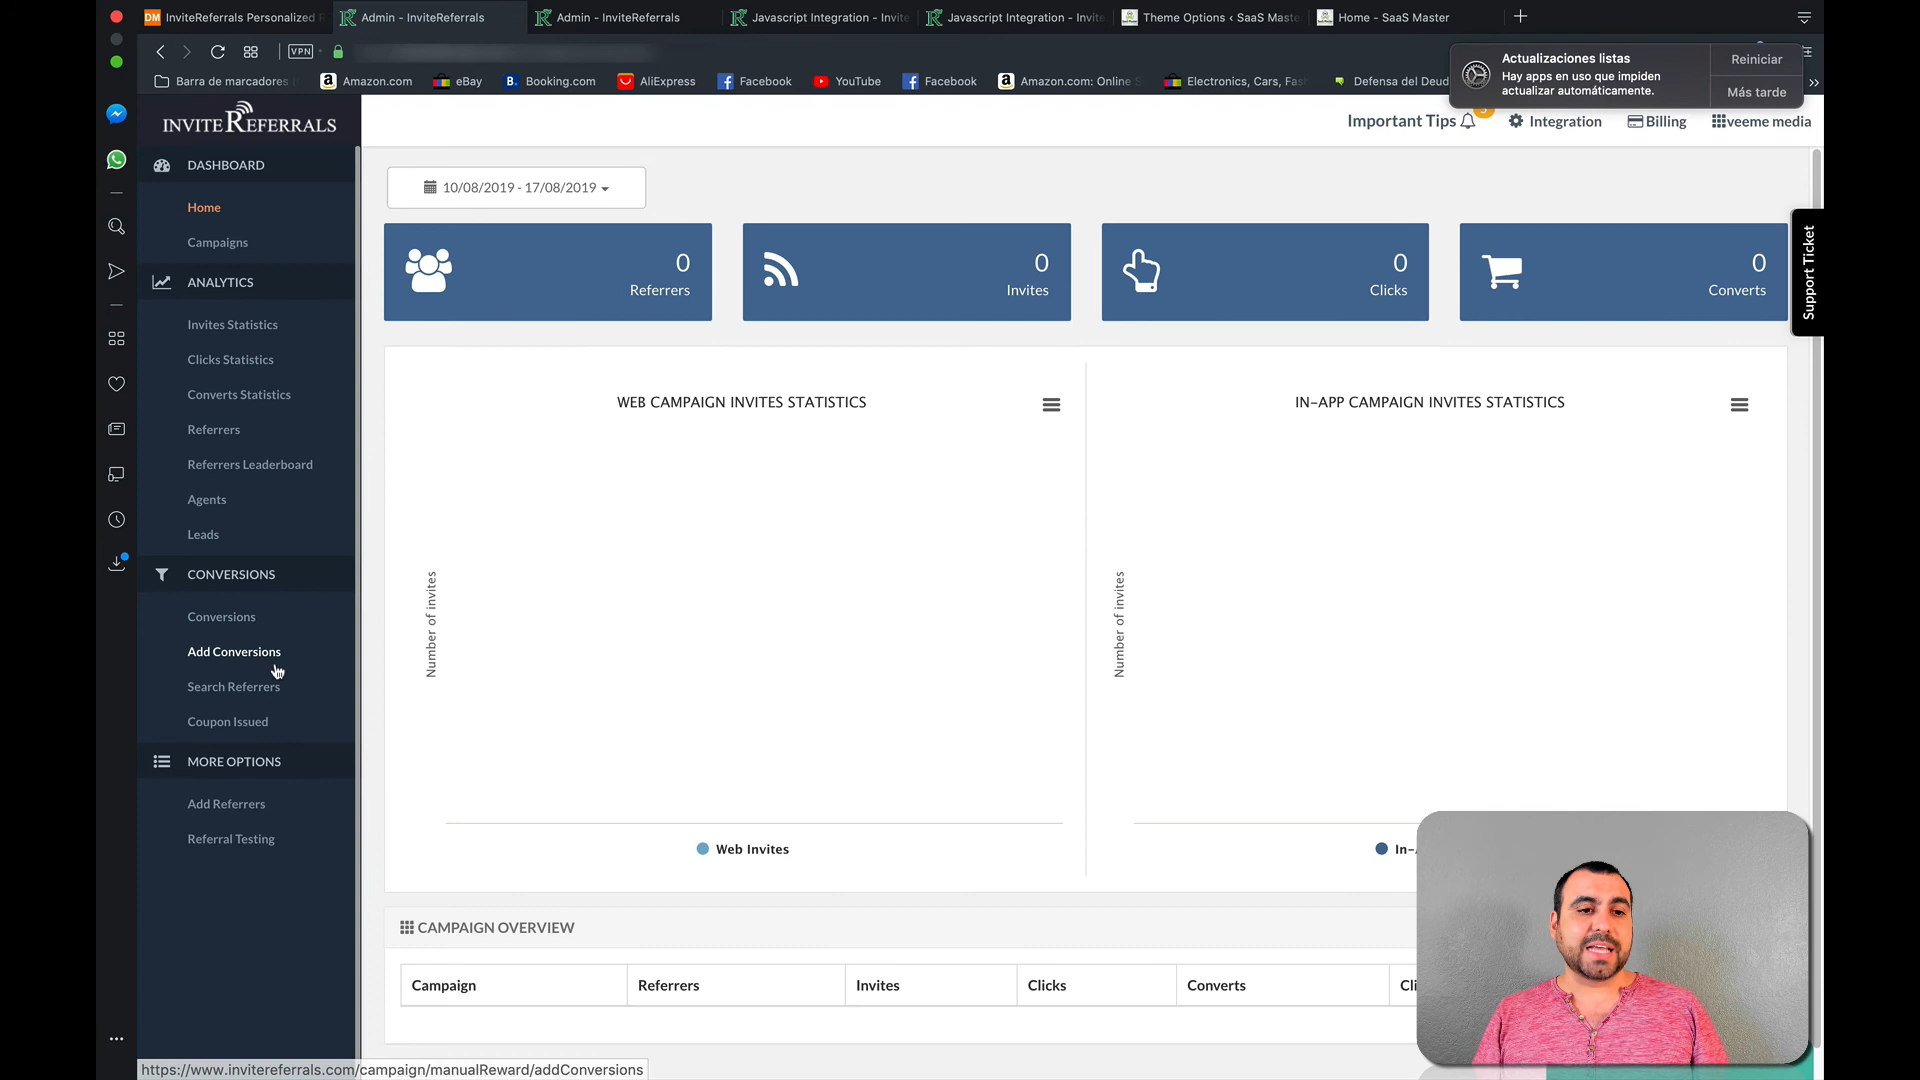 InviteReferrals Personalized R
Admin - InviteReferrals
Admin - InviteReferrals
Javascript Integration - Invite
Javascript Integration - Invite
Theme Options ‹ SaaS Maste
Home - SaaS Master
VPN
Barra de marcadores
Amazon.com
eBay
Booking.com
AliExpress
Facebook
YouTube
Facebook
Amazon.com: Online S
Electronics, Cars, Fas
Defensa del Deud
Actualizaciones listas
Hay apps en uso que impiden
actualizar automáticamente.
Reiniciar
Más tarde
INVITEREFERRALS
Important Tips
Integration
Billing
veeme media
DASHBOARD
Home
Campaigns
ANALYTICS
Invites Statistics
Clicks Statistics
Converts Statistics
Referrers
Referrers Leaderboard
Agents
Leads
CONVERSIONS
Conversions
Add Conversions
Search Referrers
Coupon Issued
MORE OPTIONS
Add Referrers
Referral Testing
10/08/2019 - 17/08/2019
0
Referrers
0
Invites
0
Clicks
0
Converts
Support Ticket
WEB CAMPAIGN INVITES STATISTICS
Number of invites
Web Invites
IN-APP CAMPAIGN INVITES STATISTICS
Number of invites
In-
CAMPAIGN OVERVIEW
Campaign
Referrers
Invites
Clicks
Converts
Cli
https://www.invitereferrals.com/campaign/manualReward/addConversions